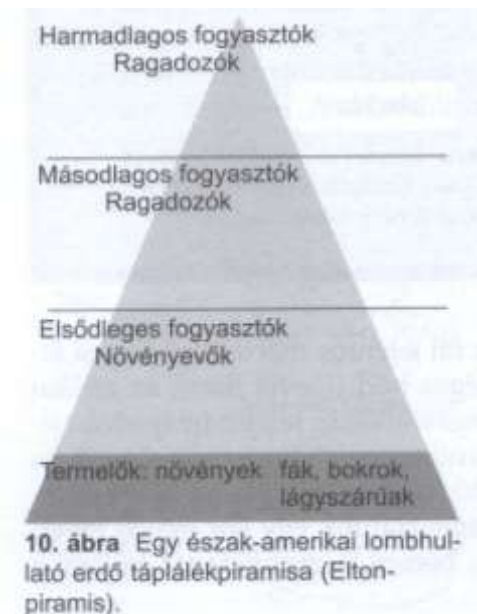 Harmadlagos fogyasztók
Ragadozók
Másodlagos fogyasztók
Ragadozók
Elsődleges fogyasztók
Növényevők
Termelők: növények fák, bokrok,
lágyszárúak
10. ábra Egy észak-amerikai lombhul-
lató erdő táplálékpiramisa (Elton-
piramis).